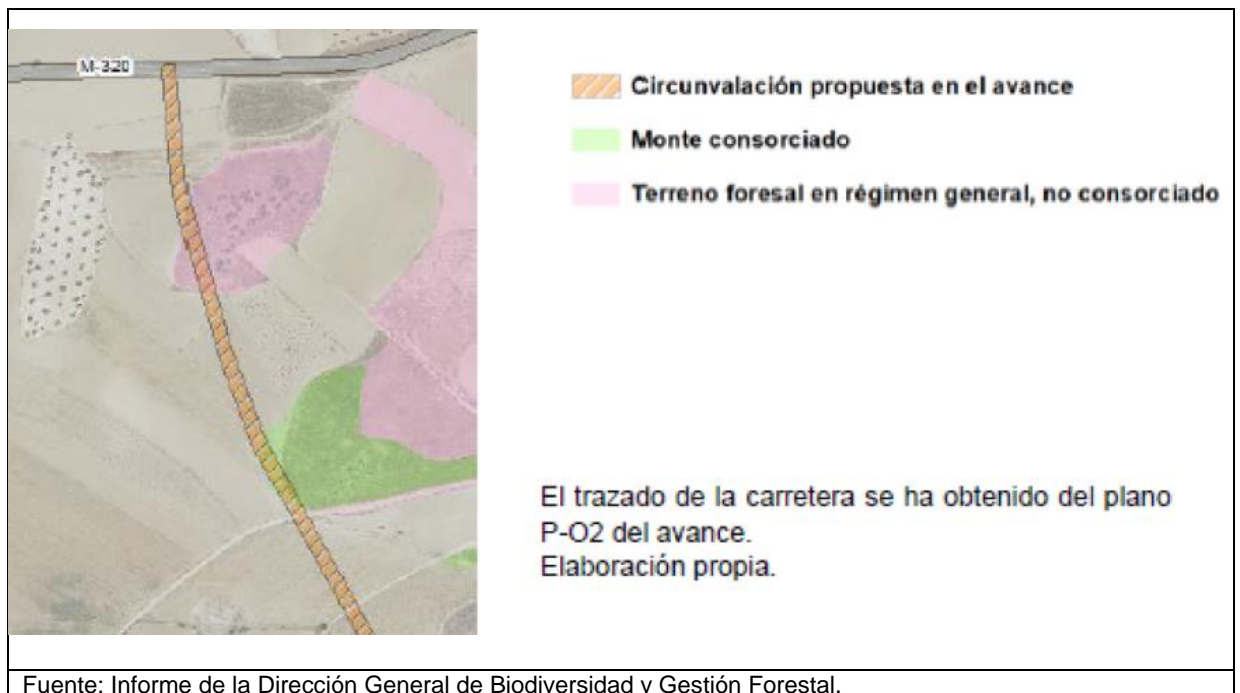 M-320
Circunvalación propuesta en el avance
Monte consorciado
Terreno foresal en régimen general, no consorciado
El trazado de la carretera se ha obtenido del plano
P-O2 del avance.
Elaboración propia.
Fuente: Informe de la Dirección General de Biodiversidad y Gestión Forestal.